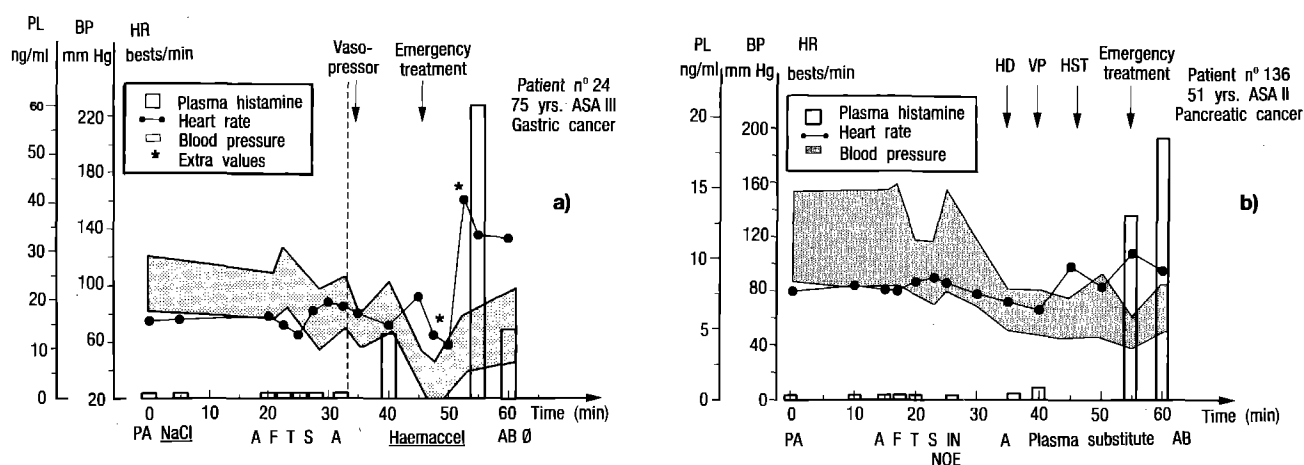 PL BP HR
ng/ml mm Hg bests/min
Vaso-
pressor
Emergency
treatment
Patient nº 24
75 yrs. ASA III
Gastric cancer
Plasma histamine
Heart rate
Blood pressure
* Extra values
60
50
40
30
20
10
0
220
180
140
100
60
20
*
*
a)
0 10 20 30 40 50 60 Time (min)
PA NaCl A F T S A Haemaccel AB Ø
PL BP HR
ng/ml mm Hg bests/min
HD VP HST Emergency
treatment
Patient nº 136
51 yrs. ASA II
Pancreatic cancer
Plasma histamine
Heart rate
Blood pressure
20
15
10
5
0
200
160
120
80
40
0
b)
0 10 20 30 40 50 60 Time (min)
PA A F T S IN A Plasma substitute AB
NOE